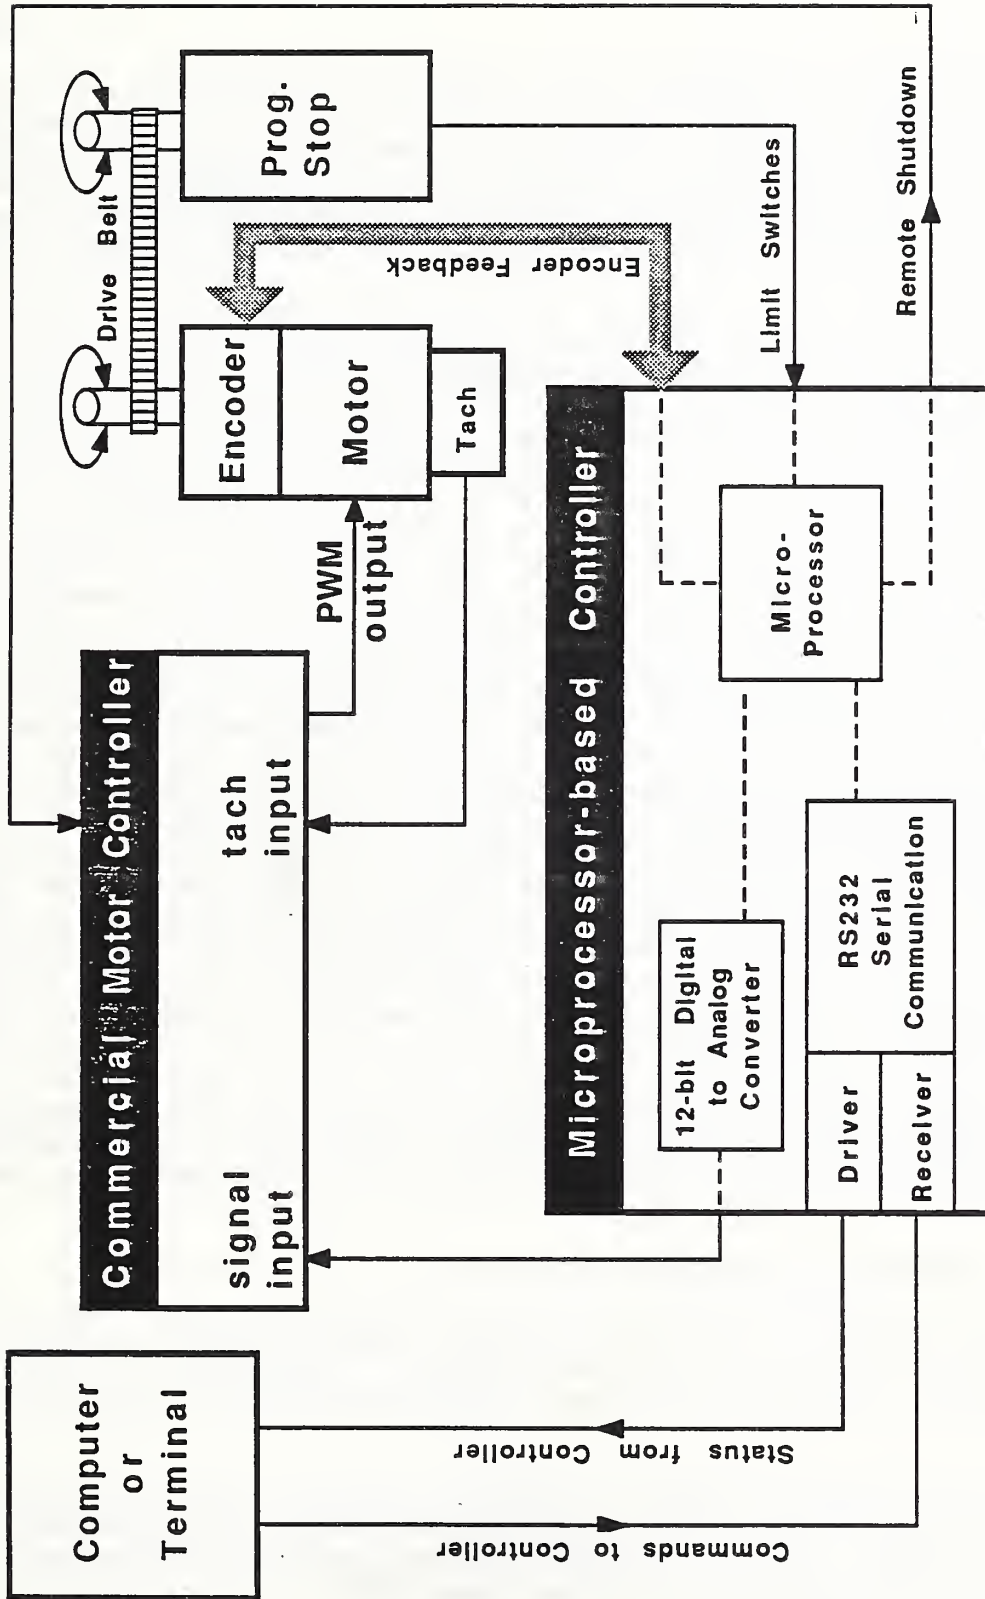 Computer
or
Terminal
Commercial Motor Controller
signal
input
tach
input
PWM
output
Encoder
Motor
Tach
Drive Belt
Prog.
Stop
Encoder Feedback
Limit Switches
Remote Shutdown
Status from Controller
Commands to Controller
Microprocessor-based Controller
12-bit Digital
to Analog
Converter
Driver
Receiver
RS232
Serial
Communication
Micro-
Processor